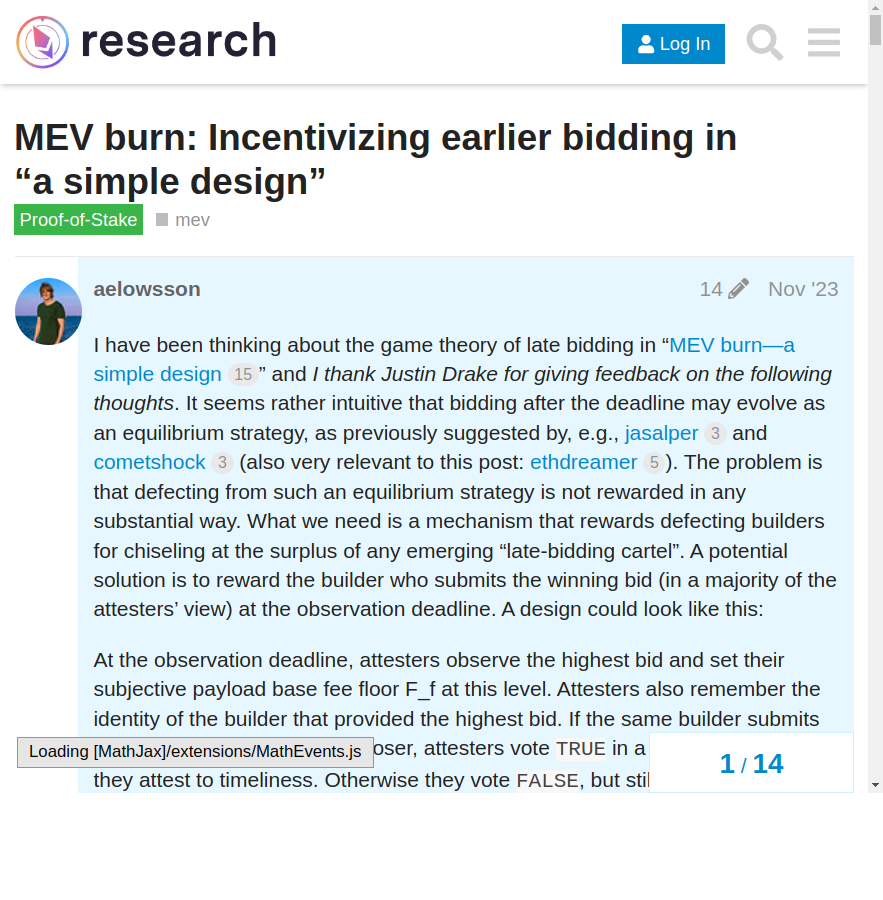 research
Log In
MEV burn: Incentivizing earlier bidding in
“a simple design”
Proof-of-Stake mev
aelowsson 14 Nov '23
I have been thinking about the game theory of late bidding in “MEV burn—a
simple design 15” and I thank Justin Drake for giving feedback on the following
thoughts. It seems rather intuitive that bidding after the deadline may evolve as
an equilibrium strategy, as previously suggested by, e.g., jasalper 3 and
cometshock 3 (also very relevant to this post: ethdreamer 5). The problem is
that defecting from such an equilibrium strategy is not rewarded in any
substantial way. What we need is a mechanism that rewards defecting builders
for chiseling at the surplus of any emerging “late-bidding cartel”. A potential
solution is to reward the builder who submits the winning bid (in a majority of the
attesters’ view) at the observation deadline. A design could look like this:
At the observation deadline, attesters observe the highest bid and set their
subjective payload base fee floor F_f at this level. Attesters also remember the
identity of the builder that provided the highest bid. If the same builder submits
oser, attesters vote TRUE in a
they attest to timeliness. Otherwise they vote FALSE, but stil
Loading [MathJax]/extensions/MathEvents.js
1 / 14